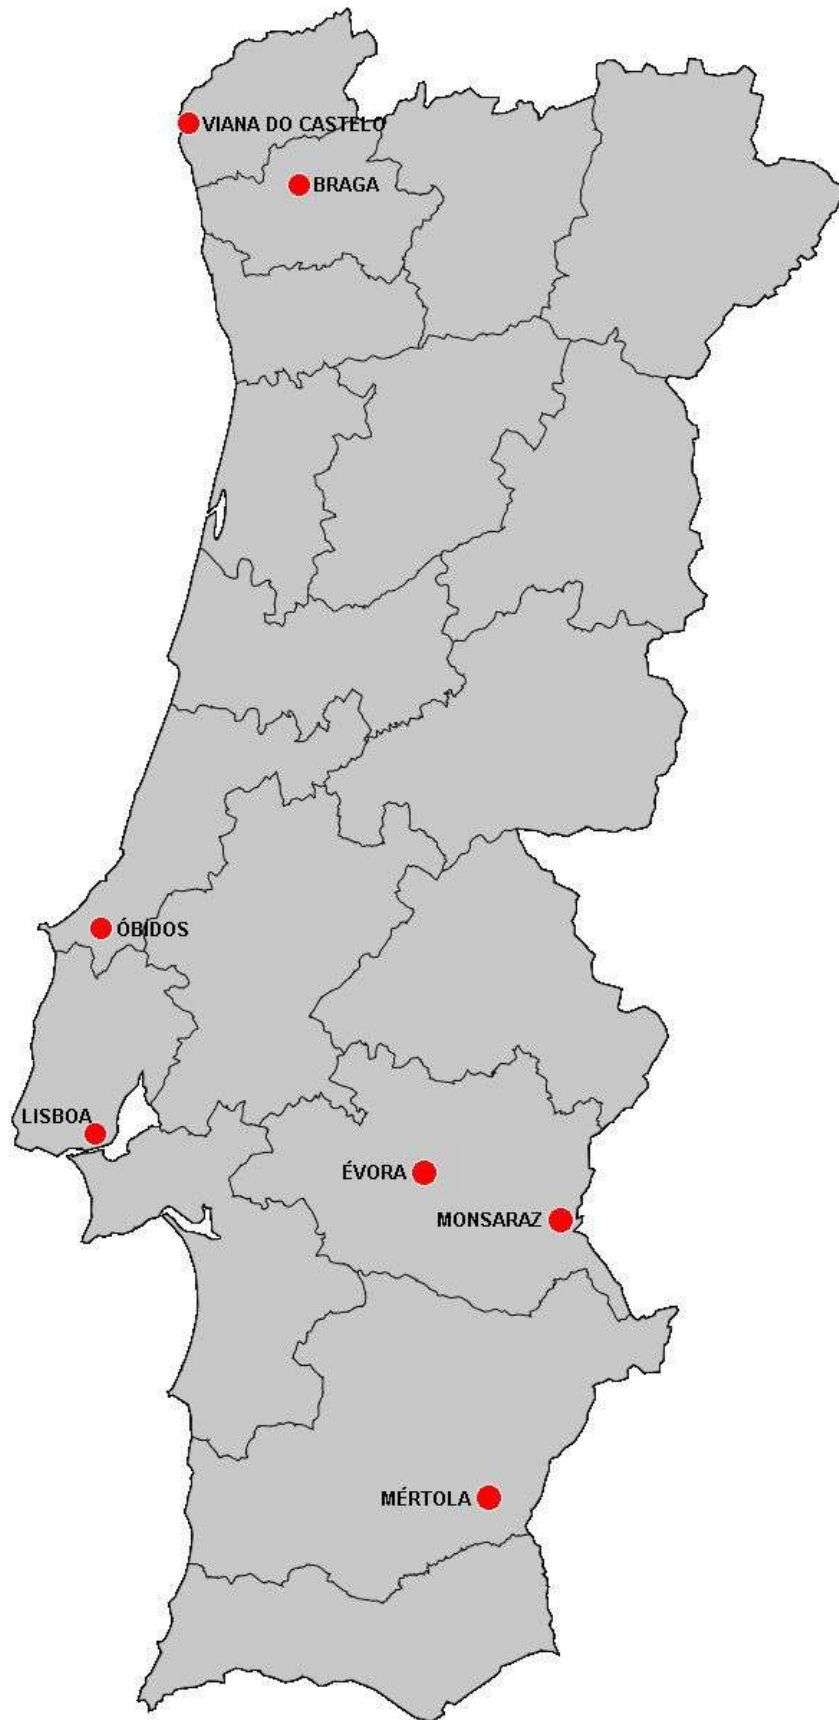 VIANA DO CASTELO
BRAGA
ÓBIDOS
LISBOA
ÉVORA
MONSARAZ
MÉRTOLA